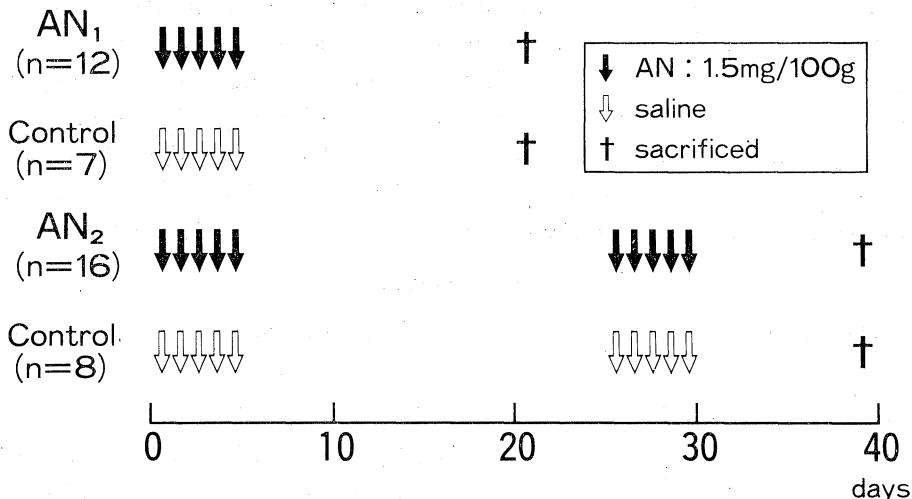 AN₁
(n=12)
Control
(n=7)
AN₂
(n=16)
Control
(n=8)
AN : 1.5mg/100g
saline
† sacrificed
0 10 20 30 40
days